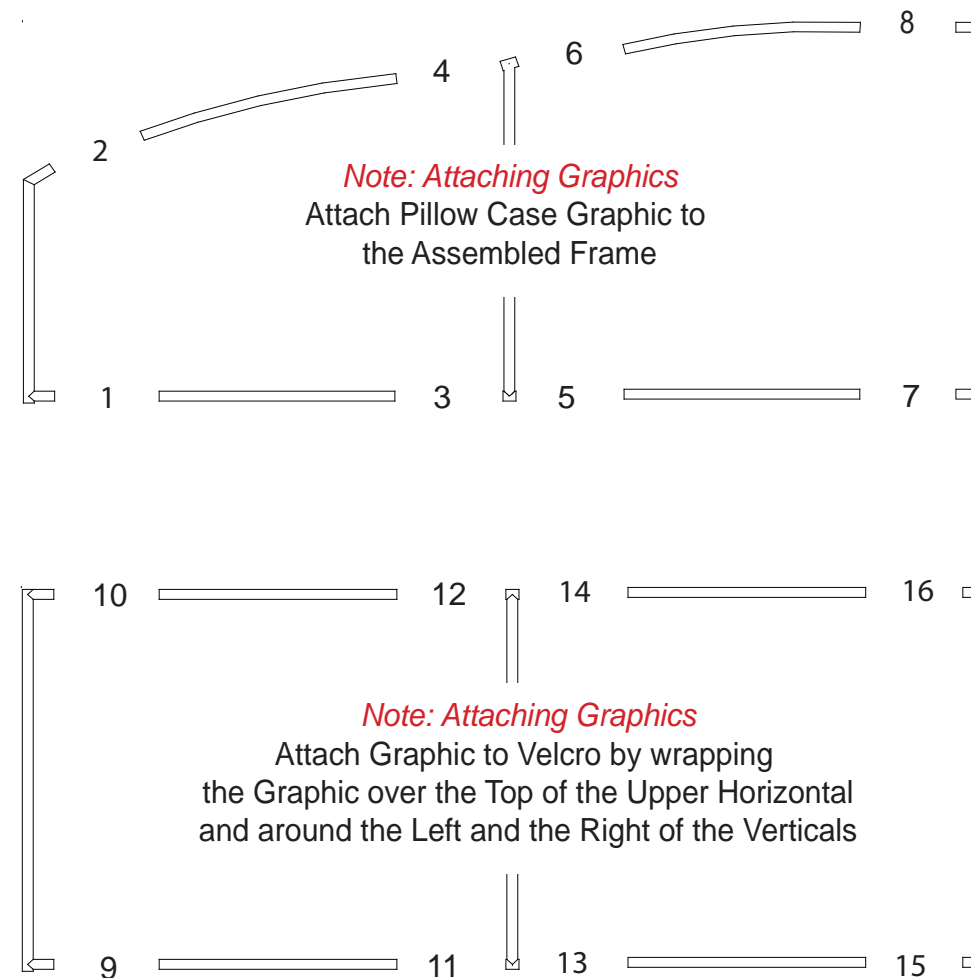 8
6
4
2
Note: Attaching Graphics
Attach Pillow Case Graphic to
the Assembled Frame
1 3 5 7
10 12 14 16
Note: Attaching Graphics
Attach Graphic to Velcro by wrapping
the Graphic over the Top of the Upper Horizontal
and around the Left and the Right of the Verticals
9 11 13 15